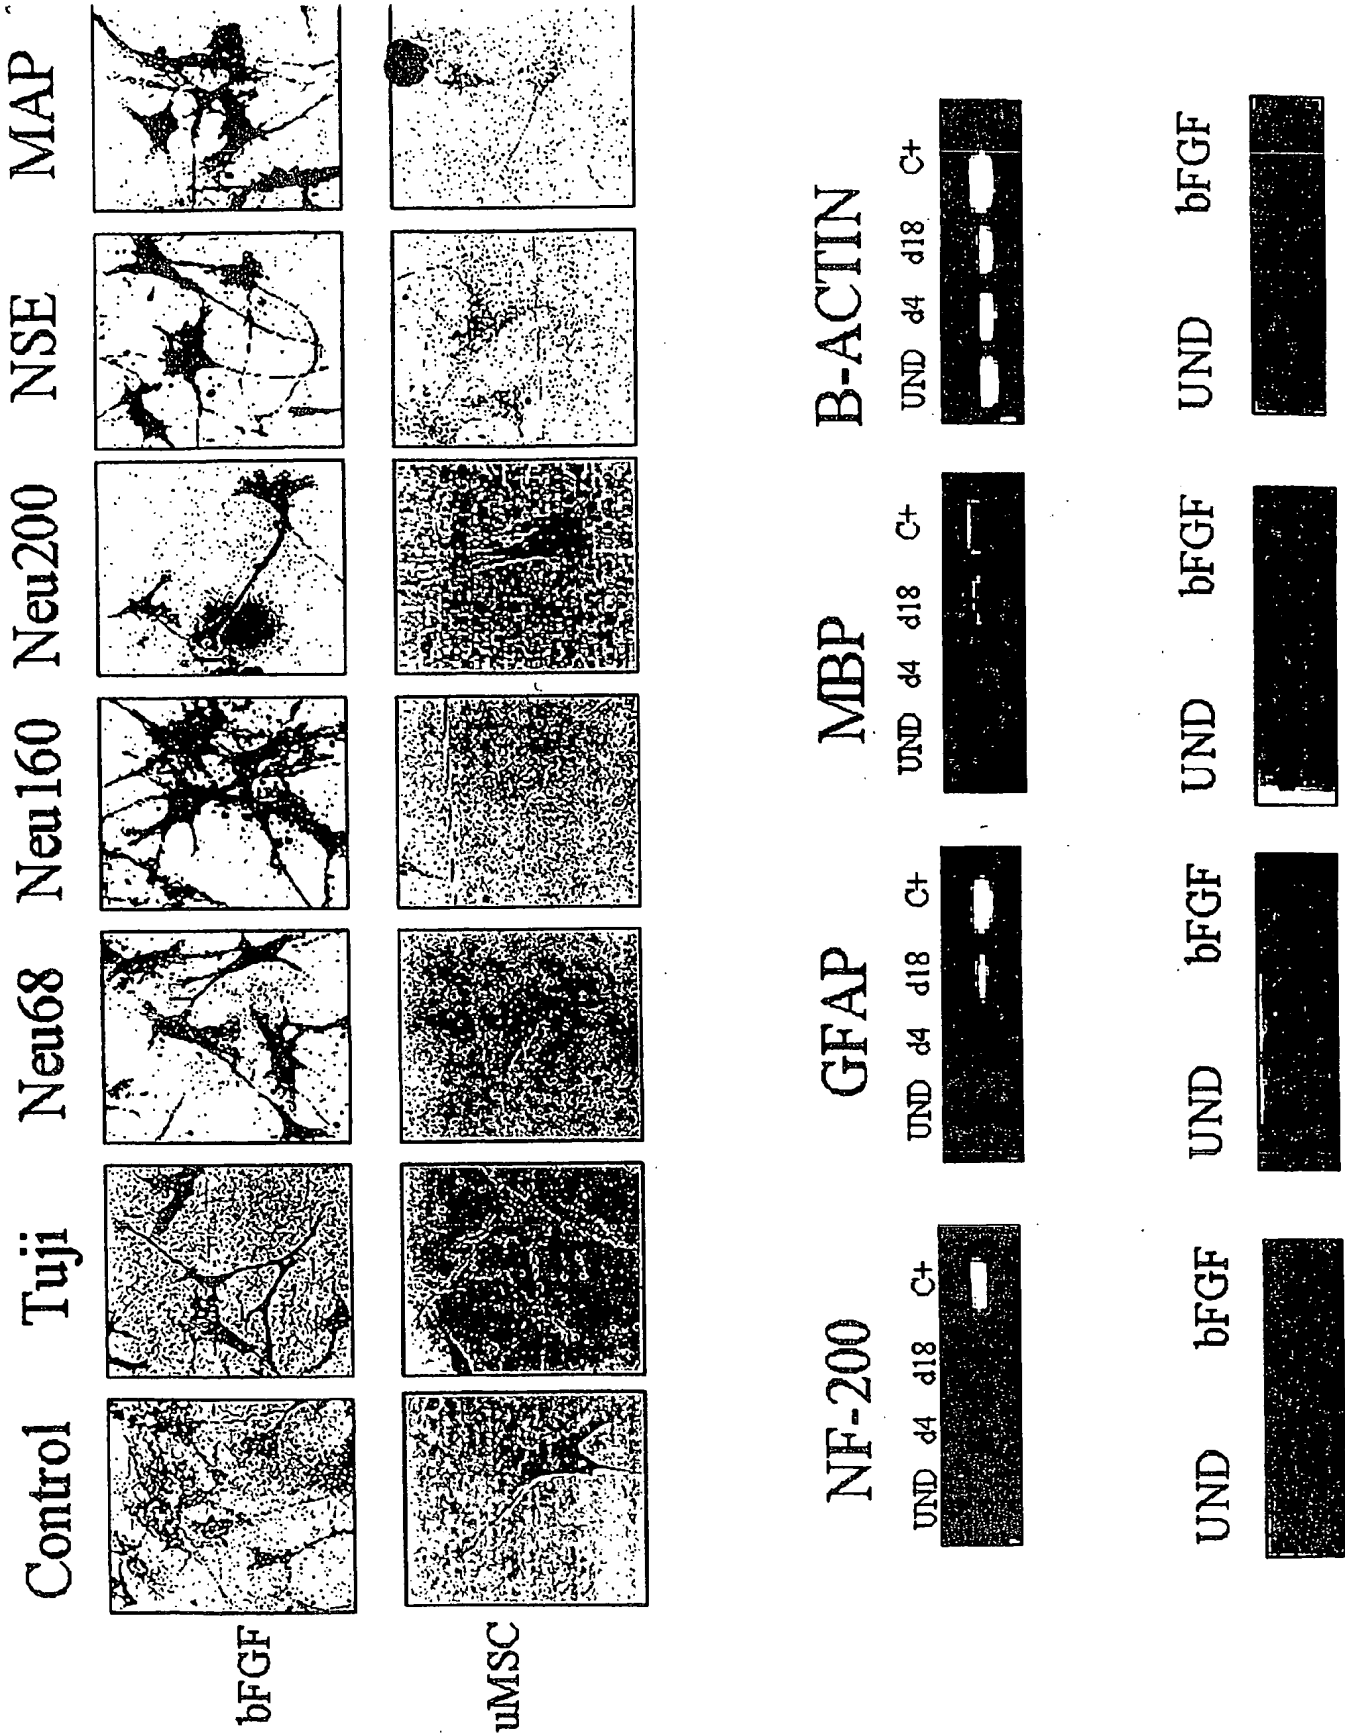 Control Tuji Neu68 Neu160 Neu200 NSE MAP
bFGF
uMSC
NF-200 GFAP MBP B-ACTIN
UND d4 d18 C+ UND d4 d18 C+ UND d4 d18 C+ UND d4 d18 C+
UND bFGF UND bFGF UND bFGF UND bFGF